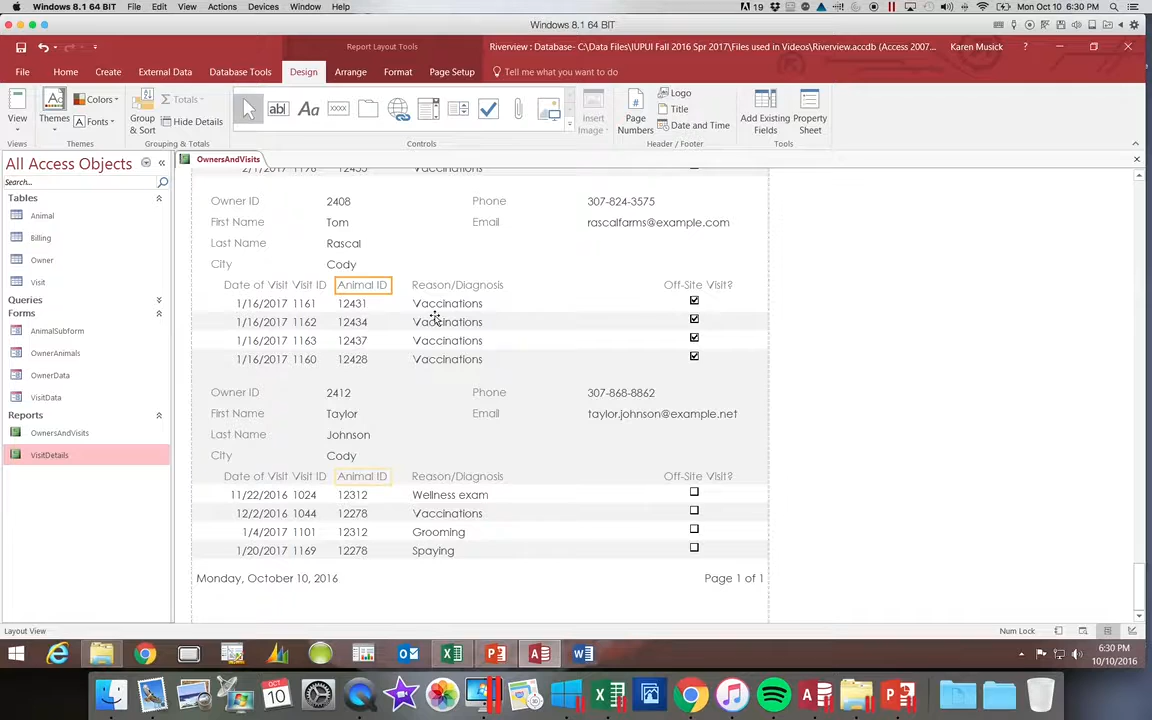 Windows 8.1 64 BIT File Edit View Actions Devices Window Help 19 Mon Oct 10 6:30 PM
Windows 8.1 64 BIT
Report Layout Tools Riverview : Database- C:\Data Files\IUPUI Fall 2016 Spr 2017\Files used in Videos\Riverview.accdb (Access 2007... Karen Musick ?
File Home Create External Data Database Tools Design Arrange Format Page Setup Tell me what you want to do
View Themes Colors Fonts Group & Sort Totals Hide Details ab| Aa xxxx Insert Image Page Numbers Logo Title Date and Time Add Existing Fields Property Sheet
Views Themes Grouping & Totals Controls Header / Footer Tools
All Access Objects
Search...
Tables
Animal
Billing
Owner
Visit
Queries
Forms
AnimalSubform
OwnerAnimals
OwnerData
VisitData
Reports
OwnersAndVisits
VisitDetails
OwnersAndVisits
2/1/2017 1176 12455 Vaccinations
Owner ID 2408 Phone 307-824-3575
First Name Tom Email rascalfarms@example.com
Last Name Rascal
City Cody
Date of Visit Visit ID Animal ID Reason/Diagnosis Off-Site Visit?
1/16/2017 1161 12431 Vaccinations
1/16/2017 1162 12434 Vaccinations
1/16/2017 1163 12437 Vaccinations
1/16/2017 1160 12428 Vaccinations
Owner ID 2412 Phone 307-868-8862
First Name Taylor Email taylor.johnson@example.net
Last Name Johnson
City Cody
Date of Visit Visit ID Animal ID Reason/Diagnosis Off-Site Visit?
11/22/2016 1024 12312 Wellness exam
12/2/2016 1044 12278 Vaccinations
1/4/2017 1101 12312 Grooming
1/20/2017 1169 12278 Spaying
Monday, October 10, 2016 Page 1 of 1
Layout View Num Lock
6:30 PM
10/10/2016
OCT
10